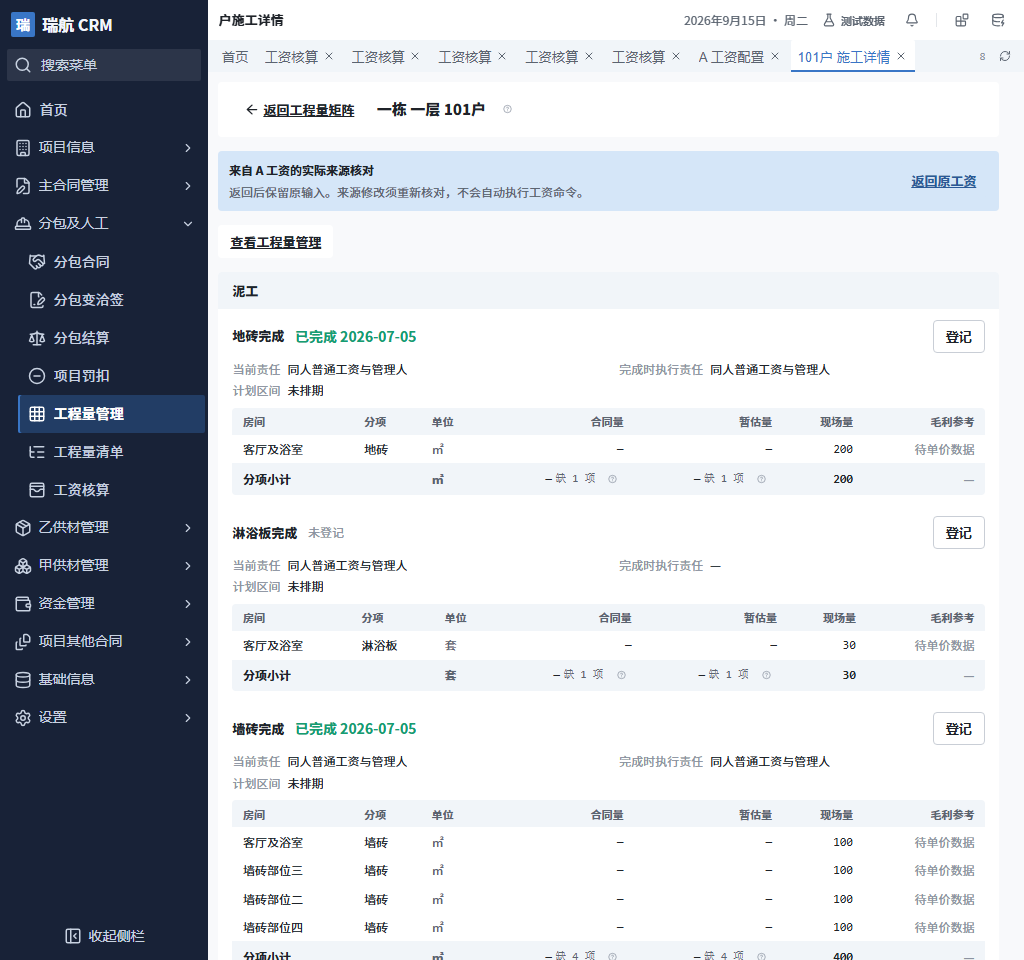 瑞 瑞航 CRM
搜索菜单
首页
项目信息
主合同管理
分包及人工
分包合同
分包变洽签
分包结算
项目罚扣
工程量管理
工程量清单
工资核算
乙供材管理
甲供材管理
资金管理
项目其他合同
基础信息
设置
收起侧栏
户施工详情
2026年9月15日 · 周二 测试数据
首页 工资核算 × 工资核算 × 工资核算 × 工资核算 × 工资核算 × A 工资配置 × 101户 施工详情 × 8
← 返回工程量矩阵 一栋 一层 101户
来自 A 工资的实际来源核对
返回后保留原输入。来源修改须重新核对，不会自动执行工资命令。
返回原工资
查看工程量管理
泥工
地砖完成 已完成 2026-07-05 登记
当前责任 同人普通工资与管理人 完成时执行责任 同人普通工资与管理人
计划区间 未排期
房间 分项 单位 合同量 暂估量 现场量 毛利参考
客厅及浴室 地砖 ㎡ — — 200 待单价数据
分项小计 ㎡ — 缺 1 项 — 缺 1 项 200 —
淋浴板完成 未登记 登记
当前责任 同人普通工资与管理人 完成时执行责任 —
计划区间 未排期
房间 分项 单位 合同量 暂估量 现场量 毛利参考
客厅及浴室 淋浴板 套 — — 30 待单价数据
分项小计 套 — 缺 1 项 — 缺 1 项 30 —
墙砖完成 已完成 2026-07-05 登记
当前责任 同人普通工资与管理人 完成时执行责任 同人普通工资与管理人
计划区间 未排期
房间 分项 单位 合同量 暂估量 现场量 毛利参考
客厅及浴室 墙砖 ㎡ — — 100 待单价数据
墙砖部位三 墙砖 ㎡ — — 100 待单价数据
墙砖部位二 墙砖 ㎡ — — 100 待单价数据
墙砖部位四 墙砖 ㎡ — — 100 待单价数据
分项小计 ㎡ — 缺 4 项 — 缺 4 项 400 —